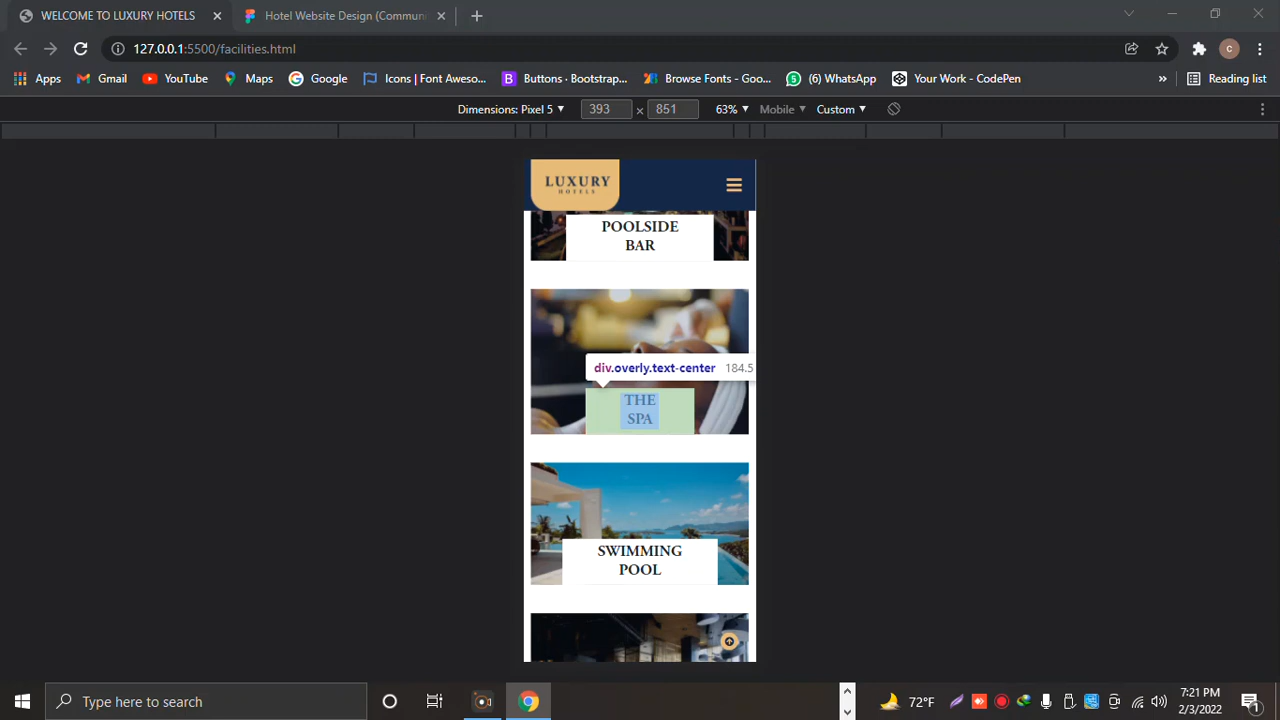 WELCOME TO LUXURY HOTELS
Hotel Website Design (Commun
127.0.0.1:5500/facilities.html
Apps
Gmail
YouTube
Maps
Google
Icons | Font Aweso...
Buttons · Bootstrap...
Browse Fonts - Goo...
(6) WhatsApp
Your Work - CodePen
»
Reading list
Dimensions: Pixel 5
393 × 851
63%
Mobile
Custom
LUXURY
HOTELS
POOLSIDE
BAR
div.overly.text-center 184.5
THE
SPA
SWIMMING
POOL
Type here to search
72°F
7:21 PM
2/3/2022
1